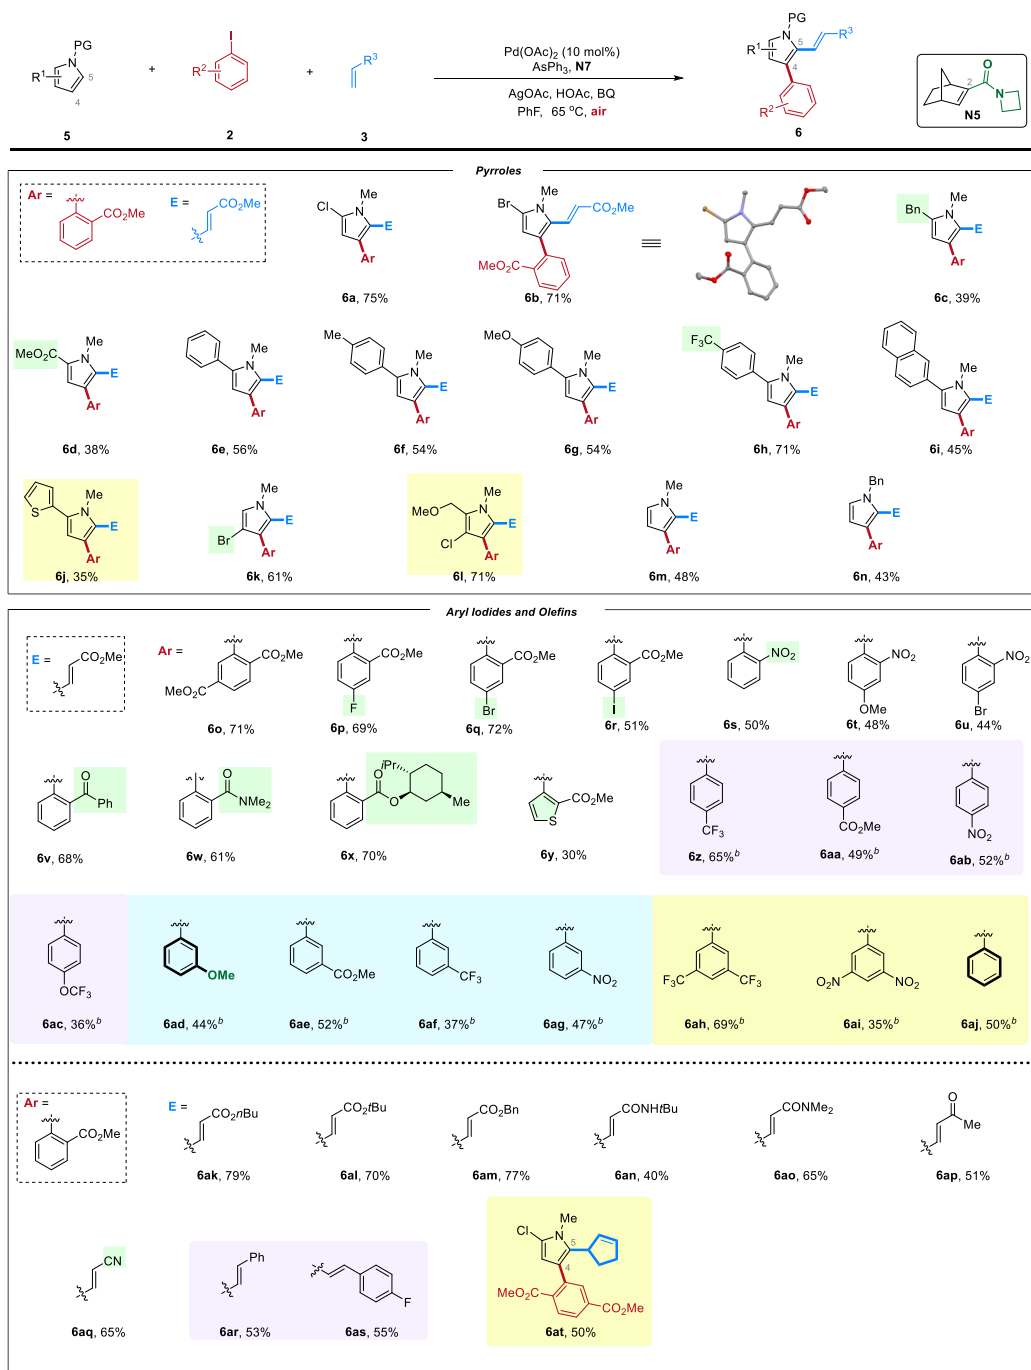 PG
N
R1
5
4
5
+
I
R2
2
+
R3
3
Pd(OAc)2 (10 mol%)
AsPh3, N7
AgOAc, HOAc, BQ
PhF, 65 °C, air
PG
N
R1
5
R3
4
R2
6
O
2
N
N5
Pyrroles
Ar =
CO2Me
E =
CO2Me
Cl
Me
N
E
Ar
6a, 75%
Br
Me
N
CO2Me
MeO2C
6b, 71%
Bn
Me
N
E
Ar
6c, 39%
MeO2C
Me
N
E
Ar
6d, 38%
Me
N
E
Ar
6e, 56%
Me
Me
N
E
Ar
6f, 54%
MeO
Me
N
E
Ar
6g, 54%
F3C
Me
N
E
Ar
6h, 71%
Me
N
E
Ar
6i, 45%
S
Me
N
E
Ar
6j, 35%
Me
N
E
Br
Ar
6k, 61%
MeO
Me
N
E
Cl
Ar
6l, 71%
Me
N
E
Ar
6m, 48%
Bn
N
E
Ar
6n, 43%
Aryl Iodides and Olefins
E =
CO2Me
Ar =
CO2Me
MeO2C
6o, 71%
CO2Me
F
6p, 69%
CO2Me
Br
6q, 72%
CO2Me
I
6r, 51%
NO2
6s, 50%
NO2
OMe
6t, 48%
NO2
Br
6u, 44%
O
Ph
6v, 68%
O
NMe2
6w, 61%
iPr
O
O
Me
6x, 70%
CO2Me
S
6y, 30%
CF3
6z, 65%b
CO2Me
6aa, 49%b
NO2
6ab, 52%b
OCF3
6ac, 36%b
OMe
6ad, 44%b
CO2Me
6ae, 52%b
CF3
6af, 37%b
NO2
6ag, 47%b
F3C
CF3
6ah, 69%b
NO2
NO2
6ai, 35%b
6aj, 50%b
Ar =
CO2Me
E =
CO2nBu
6ak, 79%
CO2tBu
6al, 70%
CO2Bn
6am, 77%
CONHtBu
6an, 40%
CONMe2
6ao, 65%
O
Me
6ap, 51%
CN
6aq, 65%
Ph
6ar, 53%
F
6as, 55%
Me
Cl
N
5
4
MeO2C
CO2Me
6at, 50%